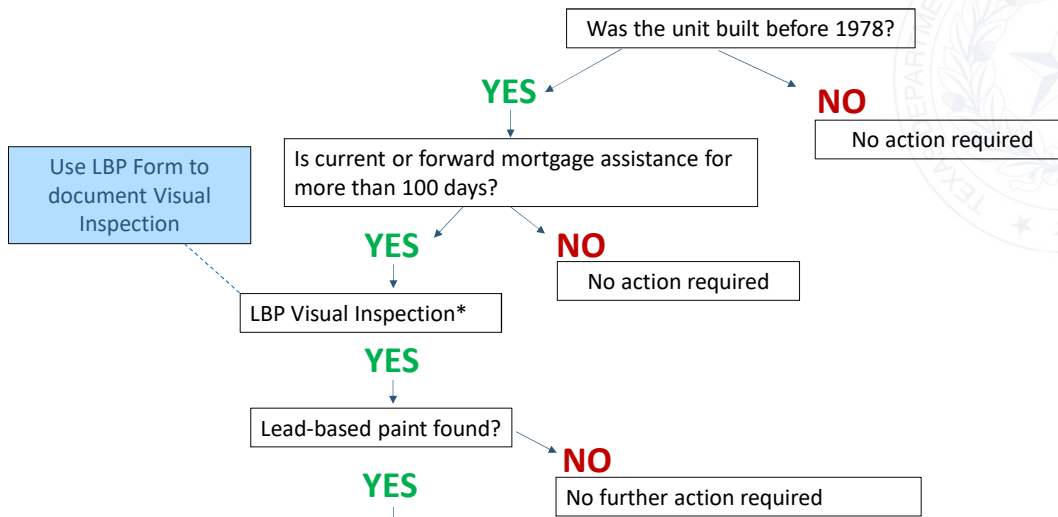 Was the unit built before 1978?
YES
NO
No action required
Is current or forward mortgage assistance for
more than 100 days?
Use LBP Form to
document Visual
Inspection
YES
NO
No action required
LBP Visual Inspection*
YES
Lead-based paint found?
NO
YES
No further action required